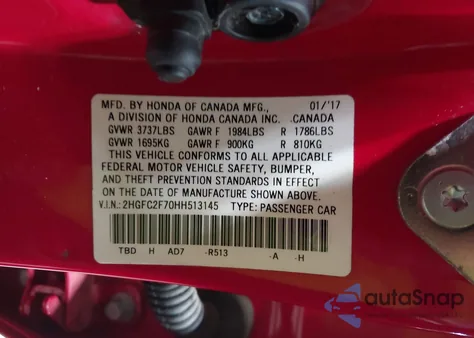 MFD. BY HONDA OF CANADA MFG., 01/'17
A DIVISION OF HONDA CANADA INC. CANADA
GVWR 3737LBS GAWR F 1984LBS R 1786LBS
GVWR 1695KG GAWR F 900KG R 810KG
THIS VEHICLE CONFORMS TO ALL APPLICABLE
FEDERAL MOTOR VEHICLE SAFETY, BUMPER,
AND THEFT PREVENTION STANDARDS IN EFFECT
ON THE DATE OF MANUFACTURE SHOWN ABOVE.
V.I.N.: 2HGFC2F70HH513145 TYPE: PASSENGER CAR
TBD H AD7 -R513 -A -H
autaSnap